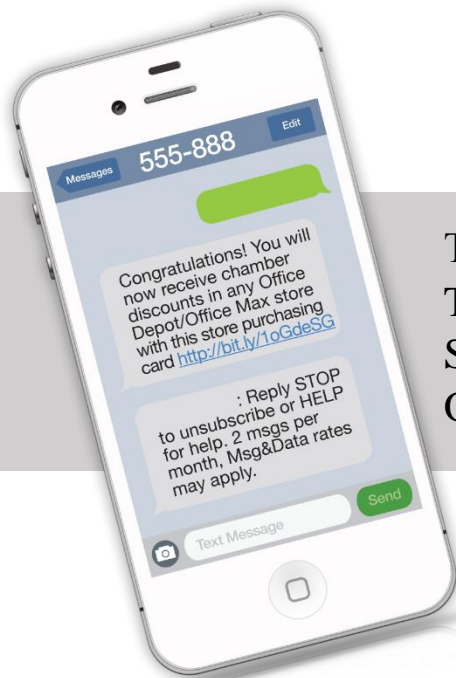 Messages
555-888
Edit
Congratulations! You will
now receive chamber
discounts in any Office
Depot/Office Max store
with this store purchasing
card http://bit.ly/1oGdeSG
: Reply STOP
to unsubscribe or HELP
for help. 2 msgs per
month, Msg&Data rates
may apply.
Text Message
Send
T
T
S